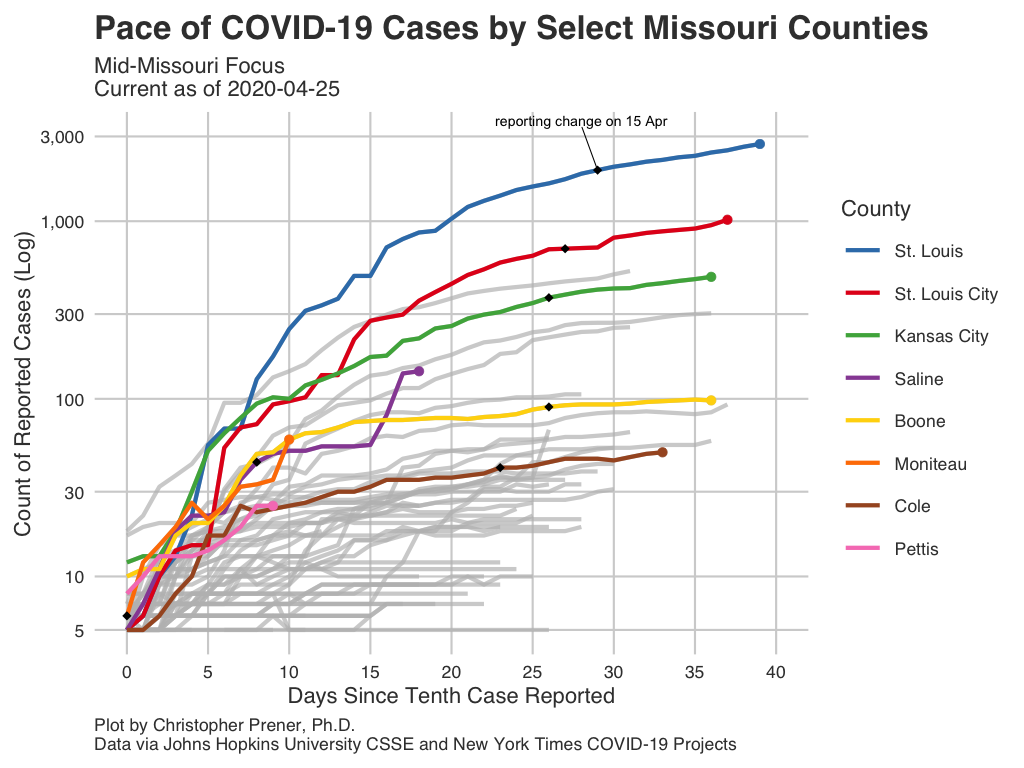 Pace of COVID-19 Cases by Select Missouri Counties
Mid-Missouri Focus
Current as of 2020-04-25
reporting change on 15 Apr
Count of Reported Cases (Log)
3,000
1,000
300
100
30
10
5
0 5 10 15 20 25 30 35 40
Days Since Tenth Case Reported
County
St. Louis
St. Louis City
Kansas City
Saline
Boone
Moniteau
Cole
Pettis
Plot by Christopher Prener, Ph.D.
Data via Johns Hopkins University CSSE and New York Times COVID-19 Projects